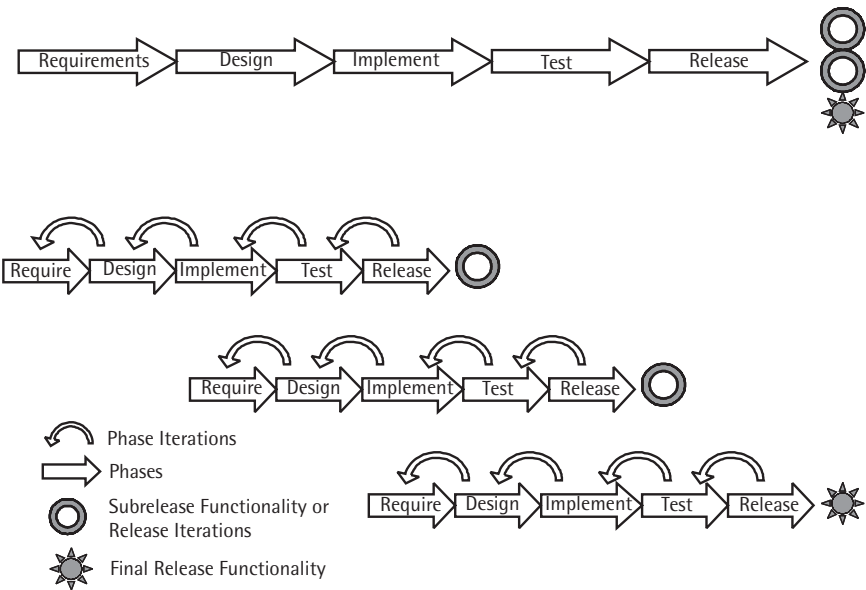 Requirements Design Implement Test Release
Require Design Implement Test Release
Require Design Implement Test Release
Phase Iterations
Phases
Require Design Implement Test Release
Subrelease Functionality or
Release Iterations
Final Release Functionality